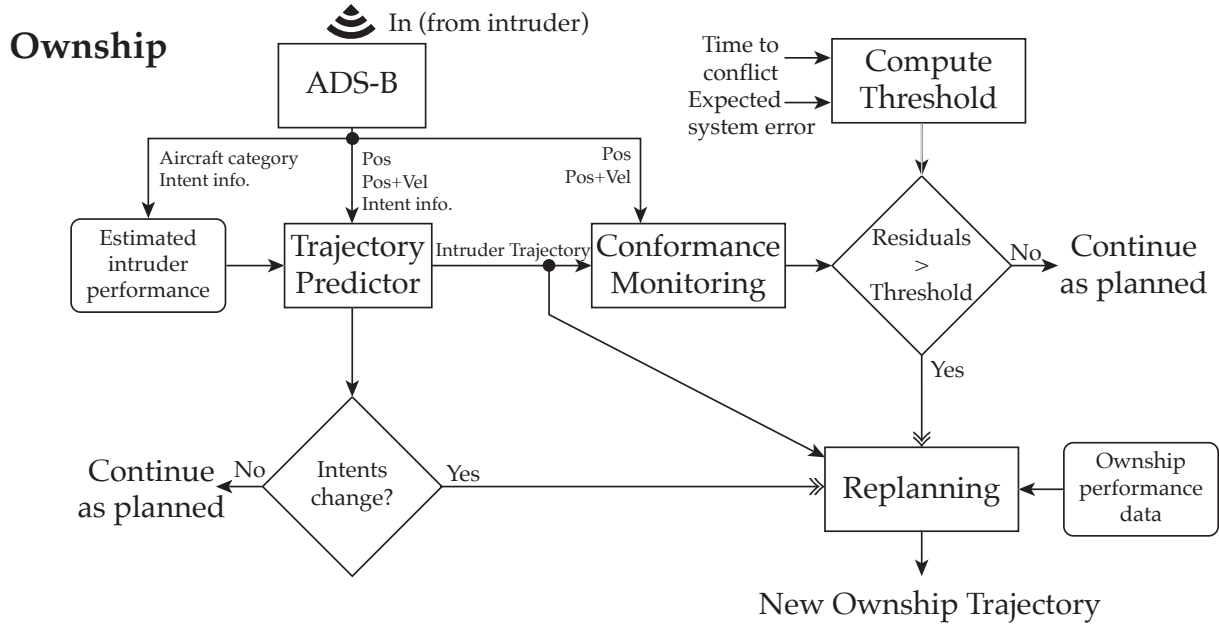 In (from intruder)
Ownship
ADS-B
Time to
conflict
Expected
system error
Compute
Threshold
Aircraft category
Intent info.
Pos
Pos+Vel
Intent info.
Pos
Pos+Vel
Estimated
intruder
performance
Trajectory
Predictor
Intruder Trajectory
Conformance
Monitoring
Residuals
>
Threshold
No
Continue
as planned
Yes
Continue
as planned
No
Intents
change?
Yes
Replanning
Ownship
performance
data
New Ownship Trajectory